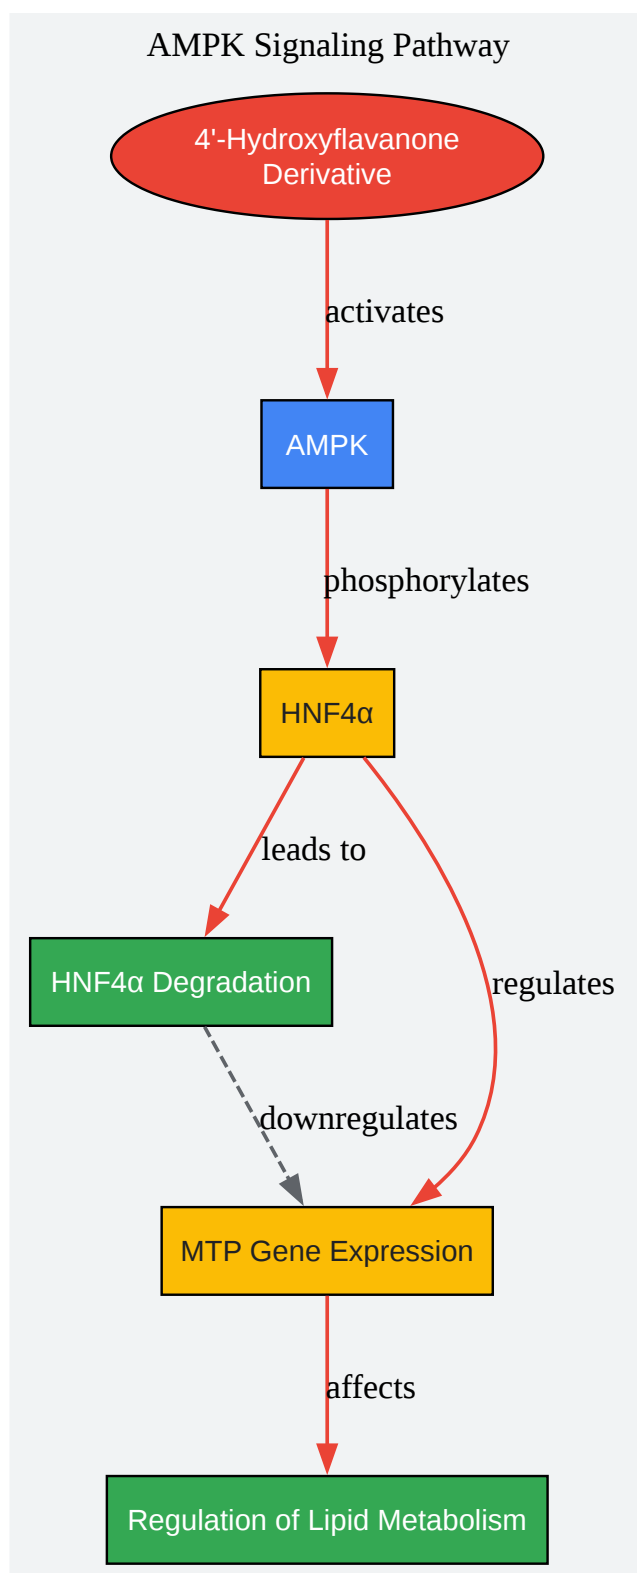 AMPK Signaling Pathway
4'-Hydroxyflavanone
Derivative
activates
AMPK
phosphorylates
HNF4α
leads to
HNF4α Degradation
regulates
downregulates
MTP Gene Expression
affects
Regulation of Lipid Metabolism